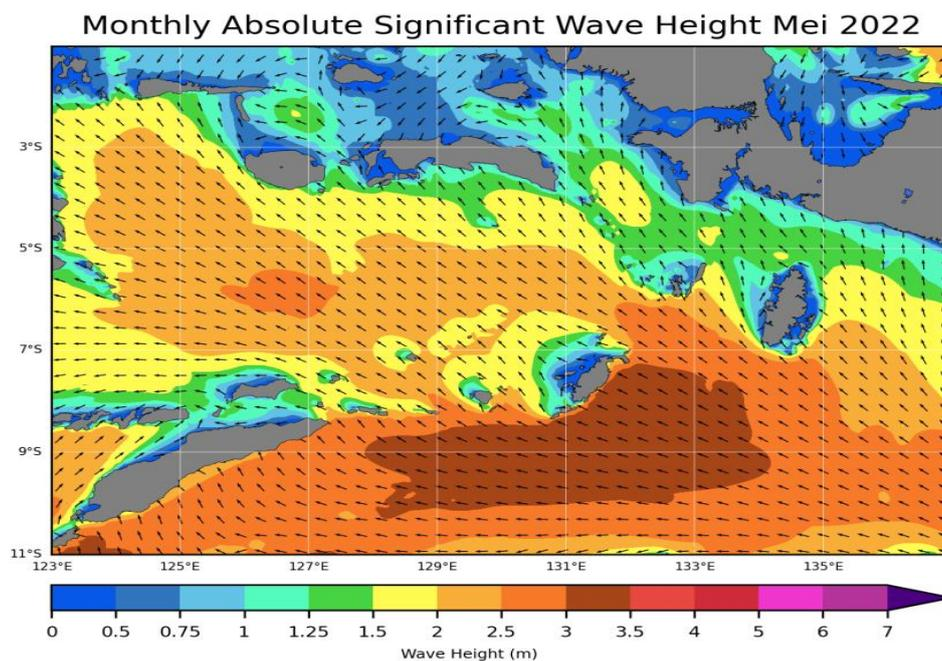 Monthly Absolute Significant Wave Height Mei 2022
3°S
5°S
7°S
9°S
11°S
123°E 125°E 127°E 129°E 131°E 133°E 135°E
0 0.5 0.75 1 1.25 1.5 2 2.5 3 3.5 4 5 6 7
Wave Height (m)